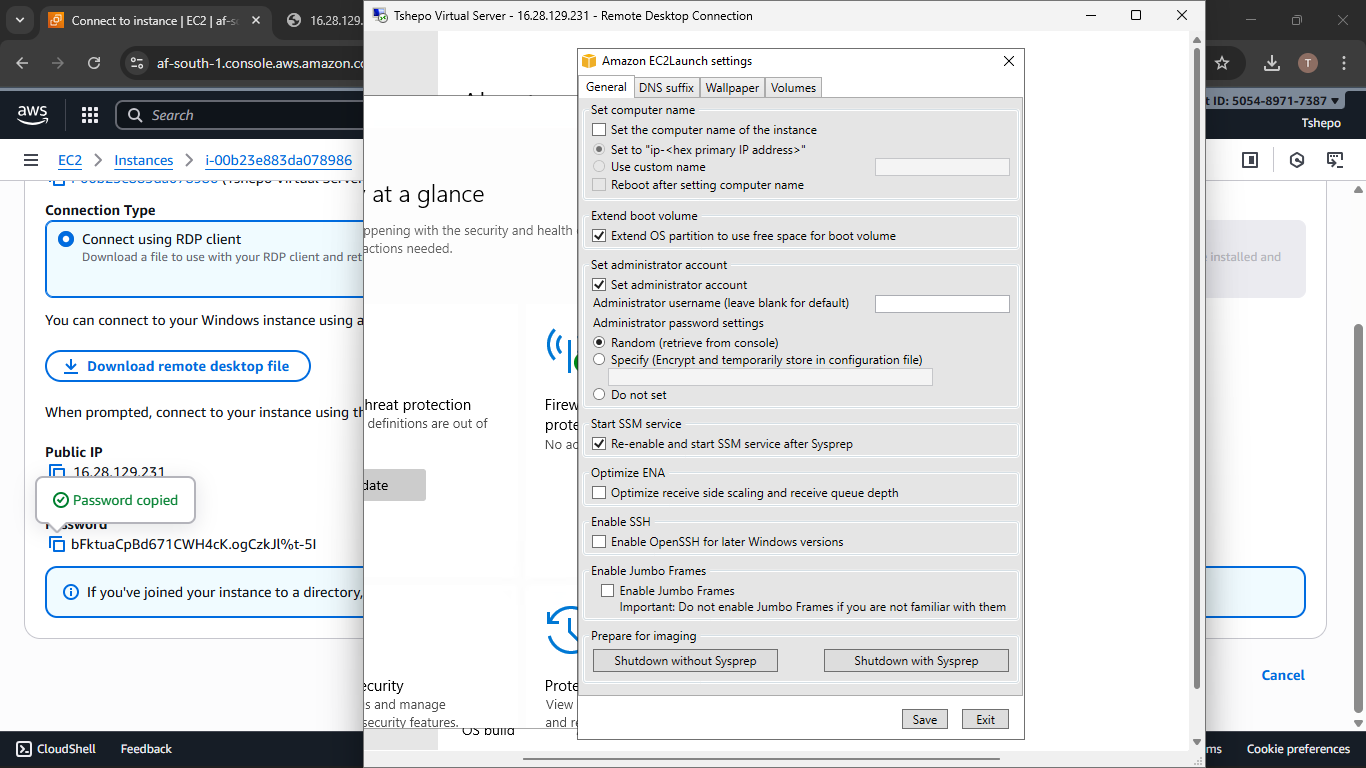 Connect to instance | EC2 | af-s
16.28.129.
af-south-1.console.aws.amazon.co
Tshepo Virtual Server - 16.28.129.231 - Remote Desktop Connection
T
aws
Search
t ID: 5054-8971-7387
Tshepo
EC2
Instances
i-00b23e883da078986
i-00b23e883da078986 (Tshepo Virtual Server
Connection Type
Connect using RDP client
Download a file to use with your RDP client and ret
installed and
You can connect to your Windows instance using a
Download remote desktop file
When prompted, connect to your instance using th
Public IP
16.28.129.231
Password copied
Password
bFktuaCpBd671CWH4cK.ogCzkJl%t-5I
If you've joined your instance to a directory,
Cancel
CloudShell
Feedback
ms
Cookie preferences
at a glance
ppening with the security and health
actions needed.
hreat protection
definitions are out of
date
Firew
prote
No ac
ecurity
s and manage
security features.
Prote
View
and re
OS build
Amazon EC2Launch settings
General
DNS suffix
Wallpaper
Volumes
Set computer name
Set the computer name of the instance
Set to "ip-<hex primary IP address>"
Use custom name
Reboot after setting computer name
Extend boot volume
Extend OS partition to use free space for boot volume
Set administrator account
Set administrator account
Administrator username (leave blank for default)
Administrator password settings
Random (retrieve from console)
Specify (Encrypt and temporarily store in configuration file)
Do not set
Start SSM service
Re-enable and start SSM service after Sysprep
Optimize ENA
Optimize receive side scaling and receive queue depth
Enable SSH
Enable OpenSSH for later Windows versions
Enable Jumbo Frames
Enable Jumbo Frames
Important: Do not enable Jumbo Frames if you are not familiar with them
Prepare for imaging
Shutdown without Sysprep
Shutdown with Sysprep
Save
Exit